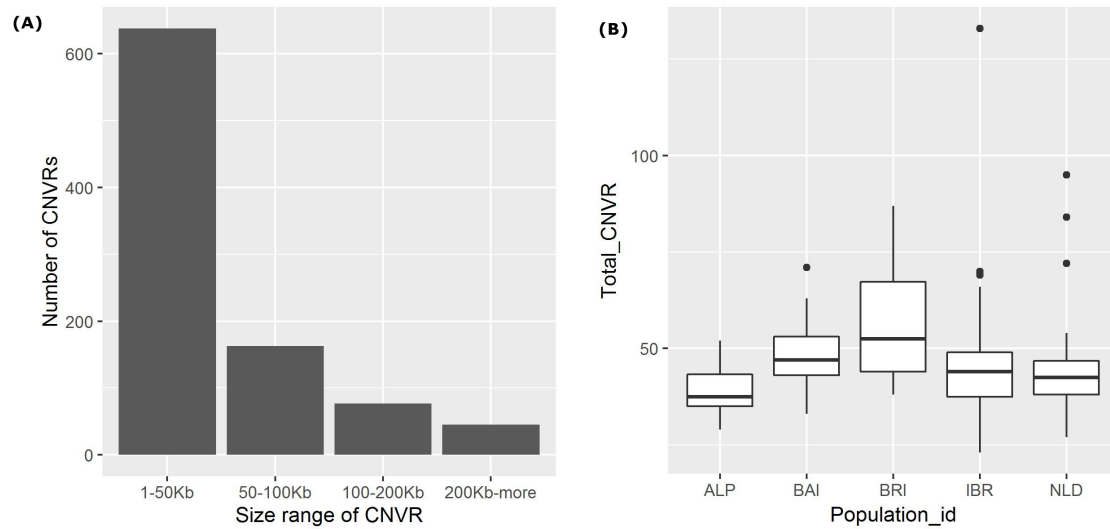 (A)
Number of CNVRs
600
400
200
0
1-50Kb 50-100Kb 100-200Kb 200Kb-more
Size range of CNVR
(B)
Total_CNVR
100
50
ALP BAI BRI IBR NLD
Population_id